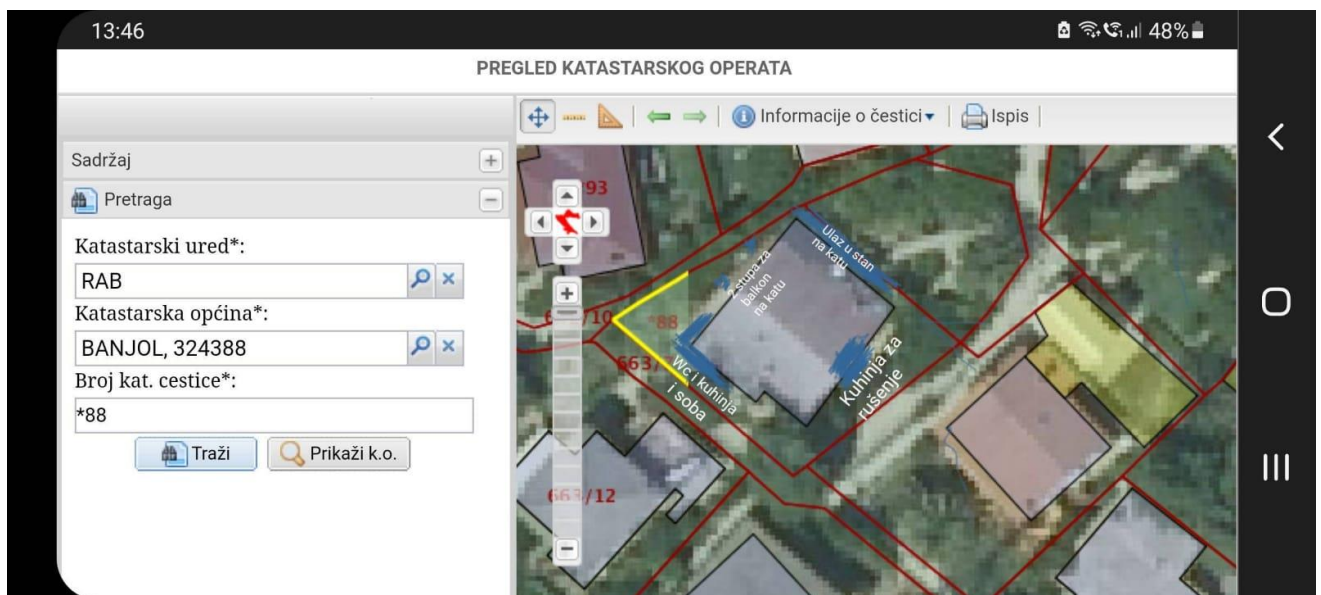 13:46
48%
PREGLED KATASTARSKOG OPERATA
Informacije o čestici
Ispis
Sadržaj
Pretraga
Katastarski ured*:
RAB
Katastarska općina*:
BANJOL, 324388
Broj kat. cestice*:
*88
Traži
Prikaži k.o.
93
/10
*88
663/
663/12
Ulaz u stan
na katu
2 stupa za
balkon
na katu
Wc i kuhinja
i soba
Kuhinja za
rušenje